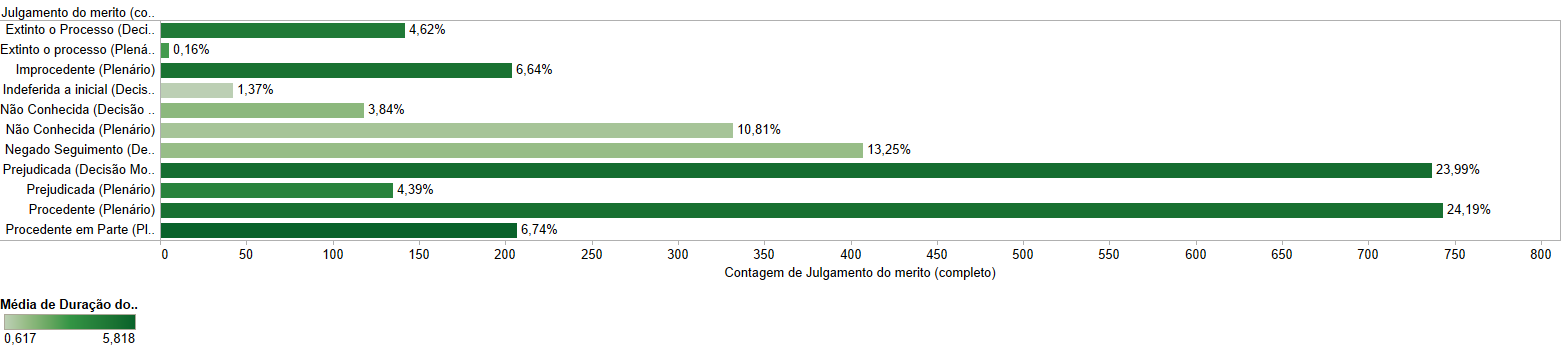 Julgamento do merito (co..
Extinto o Processo (Deci.. 4,62%
Extinto o processo (Plená.. 0,16%
Improcedente (Plenário) 6,64%
Indeferida a inicial (Decis.. 1,37%
Não Conhecida (Decisão .. 3,84%
Não Conhecida (Plenário) 10,81%
Negado Seguimento (De.. 13,25%
Prejudicada (Decisão Mo.. 23,99%
Prejudicada (Plenário) 4,39%
Procedente (Plenário) 24,19%
Procedente em Parte (Pl.. 6,74%
0 50 100 150 200 250 300 350 400 450 500 550 600 650 700 750 800
Contagem de Julgamento do merito (completo)
Média de Duração do..
0,617 5,818